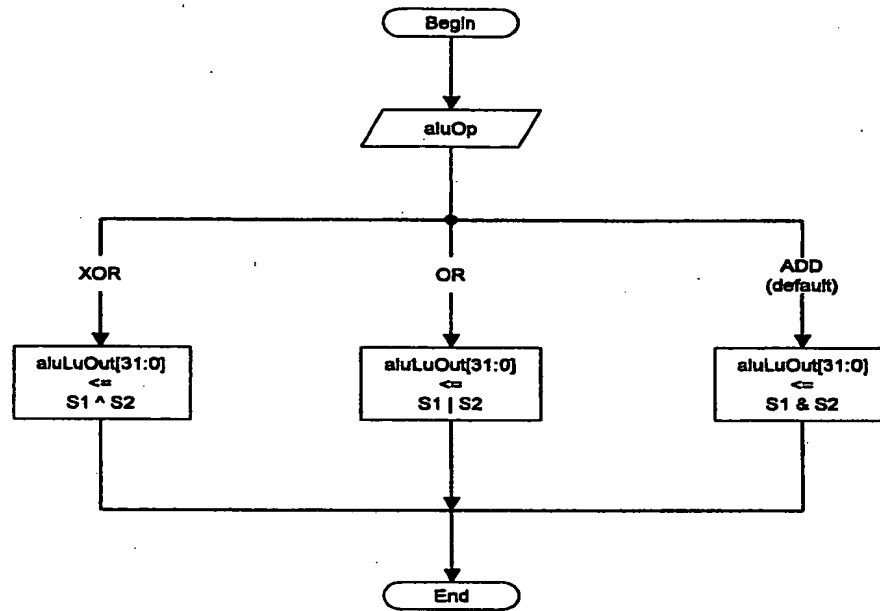 Begin
aluOp
XOR
OR
ADD
(default)
aluLuOut[31:0]
<=
S1 ^ S2
aluLuOut[31:0]
<=
S1 | S2
aluLuOut[31:0]
<=
S1 & S2
End